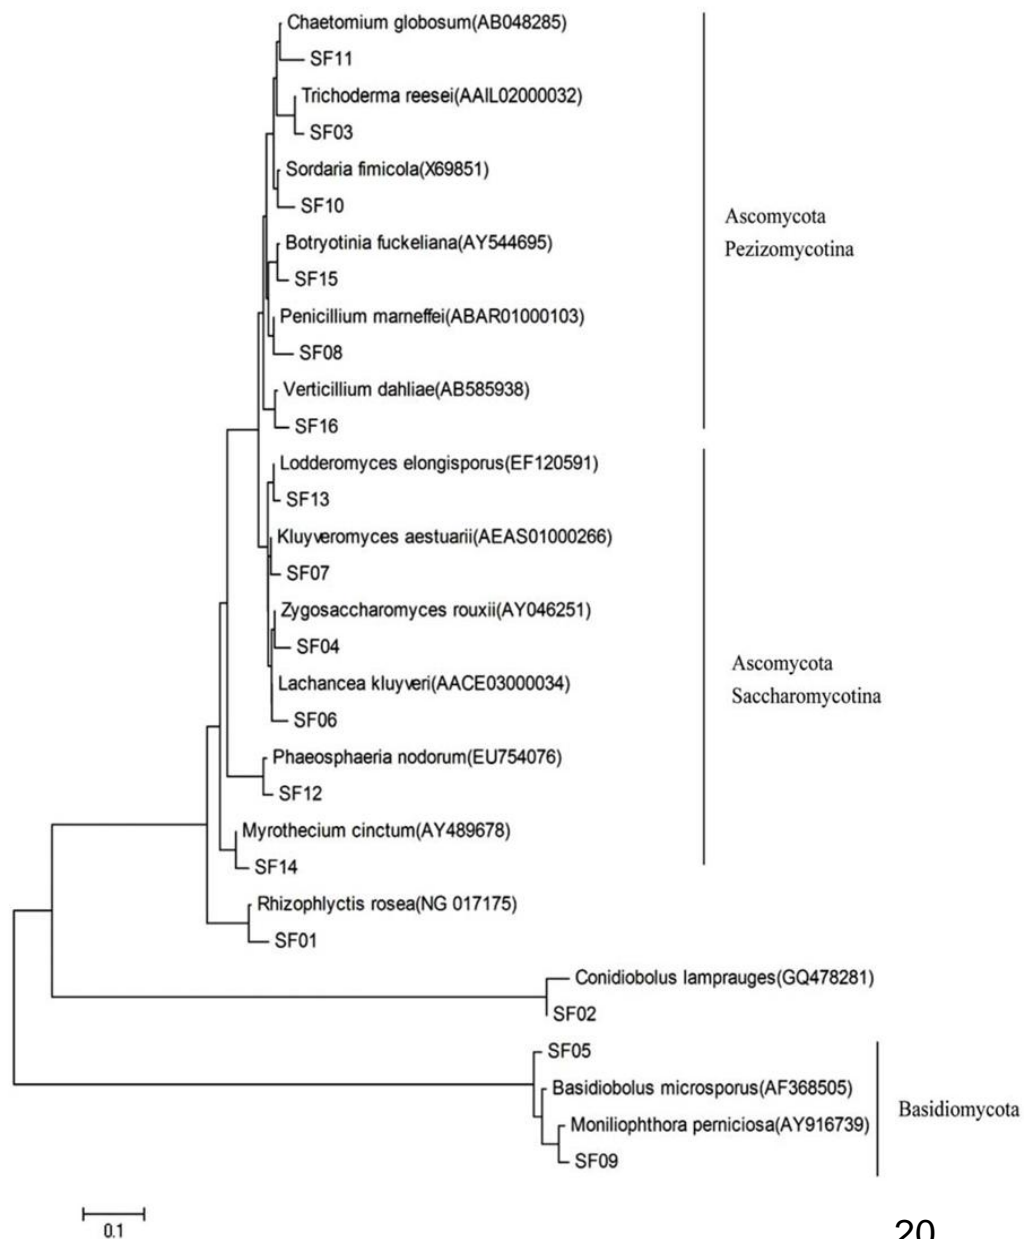 Chaetomium globosum(AB048285)
SF11
Trichoderma reesei(AAIL02000032)
SF03
Sordaria fimicola(X69851)
SF10
Botryotinia fuckeliana(AY544695)
SF15
Penicillium marneffei(ABAR01000103)
SF08
Verticillium dahliae(AB585938)
SF16
Ascomycota
Pezizomycotina
Lodderomyces elongisporus(EF120591)
SF13
Kluyveromyces aestuarii(AEAS01000266)
SF07
Zygosaccharomyces rouxii(AY046251)
SF04
Lachancea kluyveri(AACE03000034)
SF06
Phaeosphaeria nodorum(EU754076)
SF12
Myrothecium cinctum(AY489678)
SF14
Ascomycota
Saccharomycotina
Rhizophlyctis rosea(NG 017175)
SF01
Conidiobolus lamprauges(GQ478281)
SF02
SF05
Basidiobolus microsporus(AF368505)
Moniliophthora perniciosa(AY916739)
SF09
Basidiomycota
0.1
20